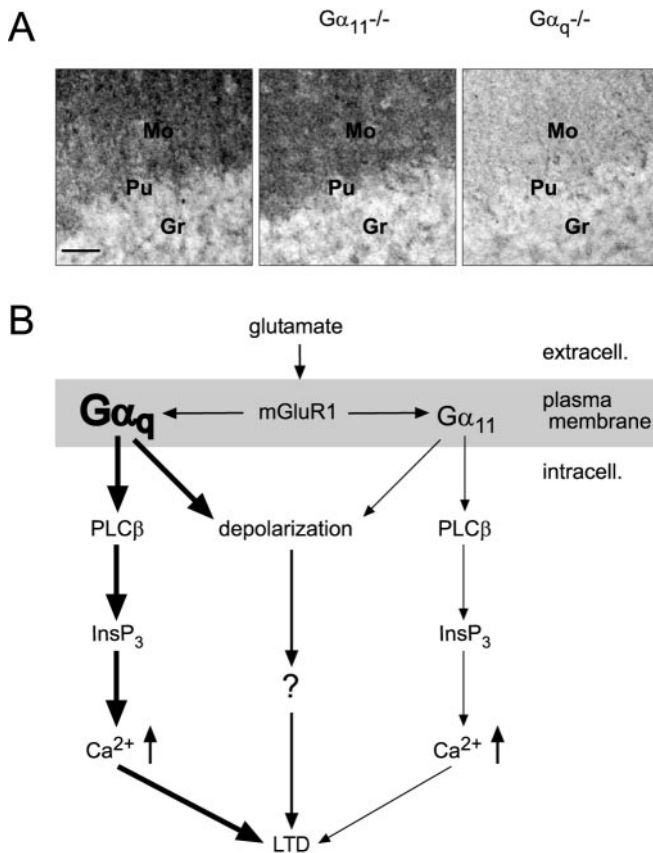 A
Gα11-/-
Gαq-/-
Mo
Pu
Gr
Mo
Pu
Gr
Mo
Pu
Gr
B
glutamate
extracell.
Gαq
mGluR1
Gα11
plasma
membrane
intracell.
PLCβ
depolarization
PLCβ
InsP3
InsP3
?
Ca2+
Ca2+
LTD